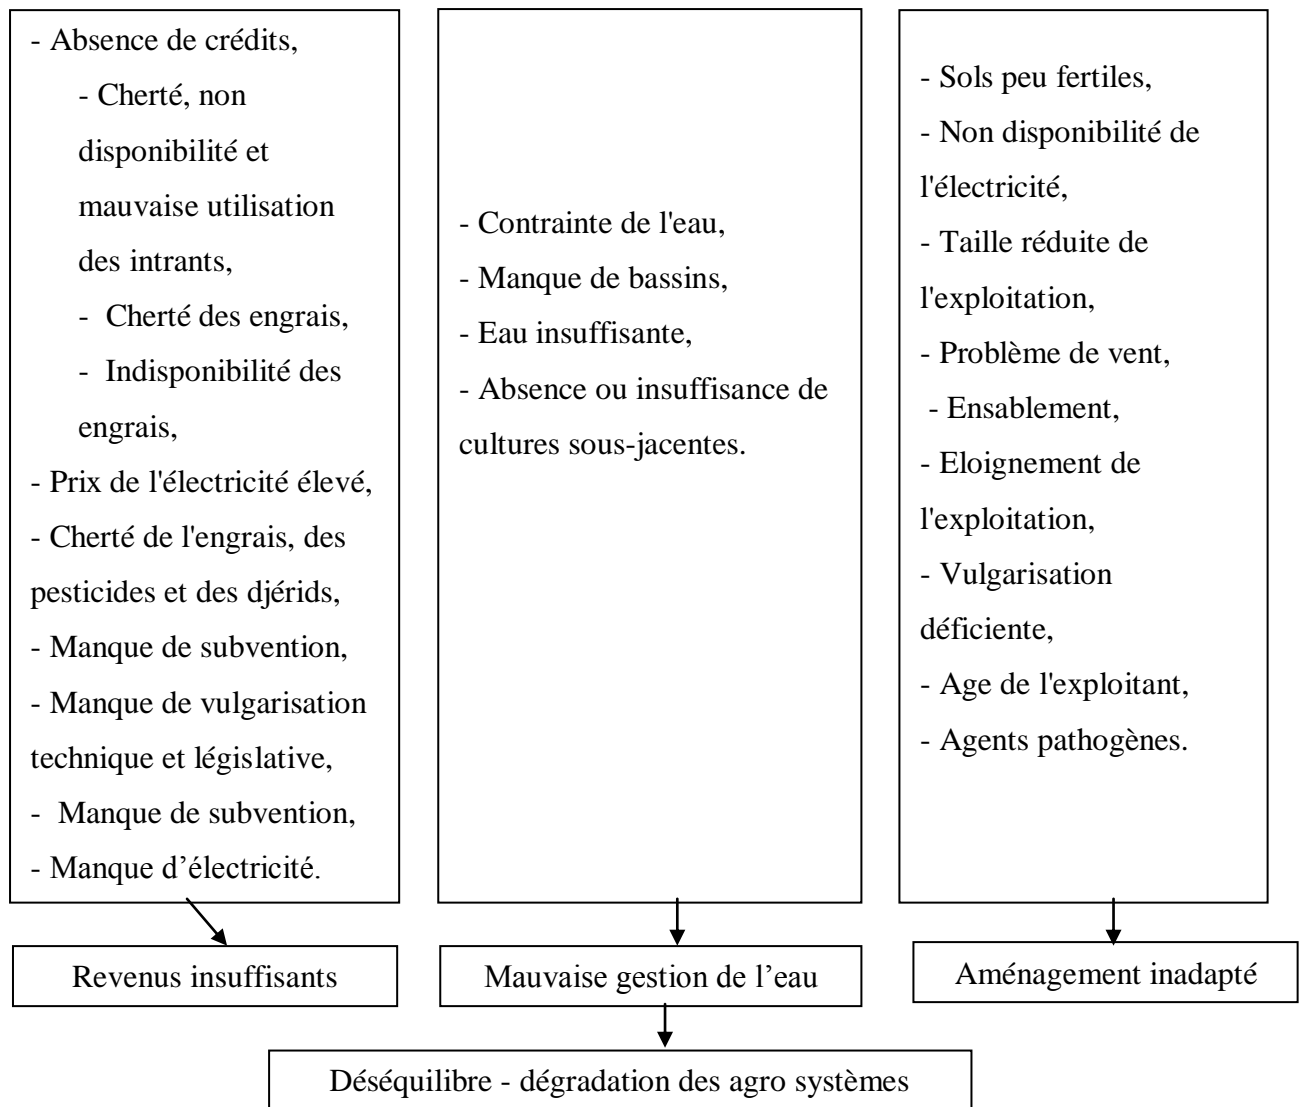 - Absence de crédits,
- Cherté, non
disponibilité et
mauvaise utilisation
des intrants,
- Cherté des engrais,
- Indisponibilité des
engrais,
- Prix de l'électricité élevé,
- Cherté de l'engrais, des
pesticides et des djérids,
- Manque de subvention,
- Manque de vulgarisation
technique et législative,
- Manque de subvention,
- Manque d’électricité.
- Contrainte de l'eau,
- Manque de bassins,
- Eau insuffisante,
- Absence ou insuffisance de
cultures sous-jacentes.
- Sols peu fertiles,
- Non disponibilité de
l'électricité,
- Taille réduite de
l'exploitation,
- Problème de vent,
- Ensablement,
- Eloignement de
l'exploitation,
- Vulgarisation
déficiente,
- Age de l'exploitant,
- Agents pathogènes.
Revenus insuffisants
Mauvaise gestion de l’eau
Aménagement inadapté
Déséquilibre - dégradation des agro systèmes